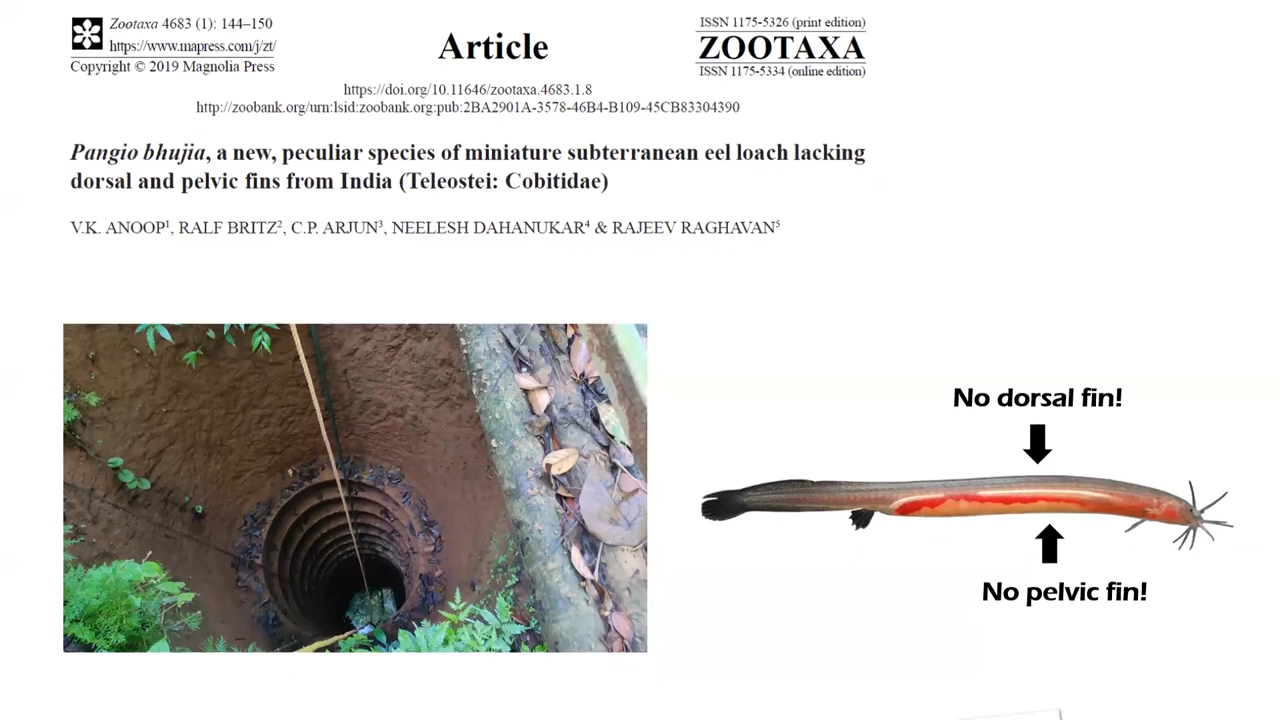 Zootaxa 4683 (1): 144–150
https://www.mapress.com/j/zt/
Copyright © 2019 Magnolia Press
Article
ISSN 1175-5326 (print edition)
ZOOTAXA
ISSN 1175-5334 (online edition)
https://doi.org/10.11646/zootaxa.4683.1.8
http://zoobank.org/urn:lsid:zoobank.org:pub:2BA2901A-3578-46B4-B109-45CB83304390
Pangio bhujia, a new, peculiar species of miniature subterranean eel loach lacking
dorsal and pelvic fins from India (Teleostei: Cobitidae)
V.K. ANOOP1, RALF BRITZ2, C.P. ARJUN3, NEELESH DAHANUKAR4 & RAJEEV RAGHAVAN5
No dorsal fin!
No pelvic fin!